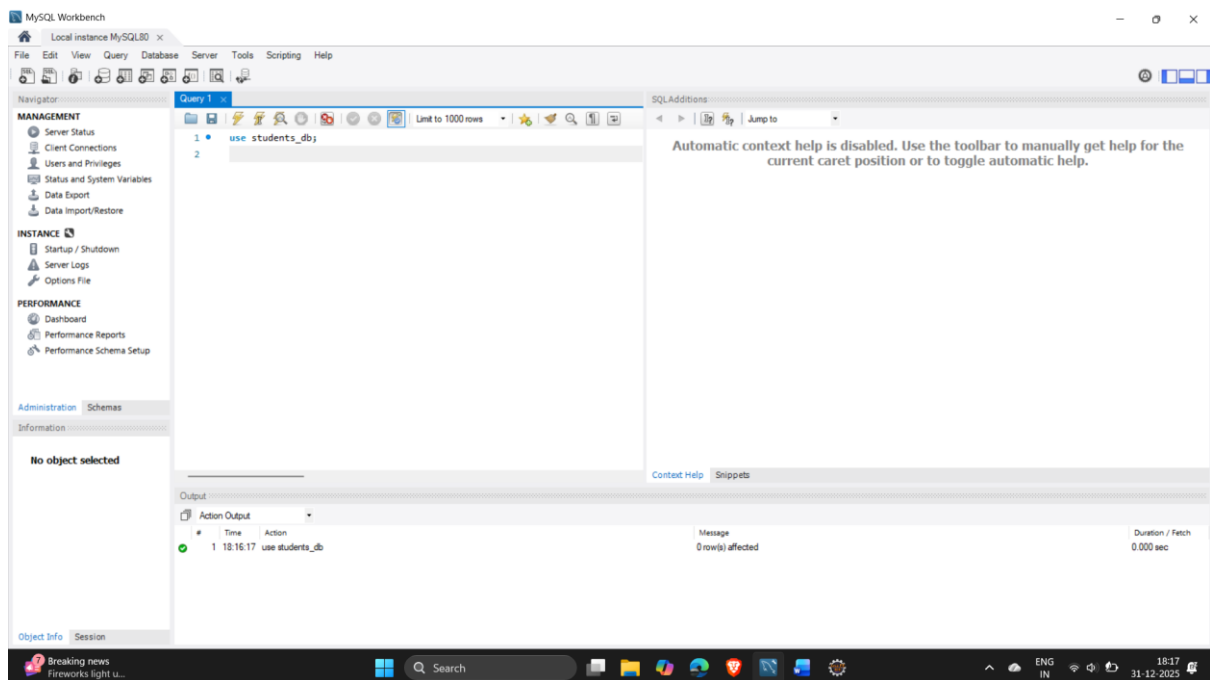 MySQL Workbench
Local instance MySQL80
File Edit View Query Database Server Tools Scripting Help
Navigator
MANAGEMENT
Server Status
Client Connections
Users and Privileges
Status and System Variables
Data Export
Data Import/Restore
INSTANCE
Startup / Shutdown
Server Logs
Options File
PERFORMANCE
Dashboard
Performance Reports
Performance Schema Setup
Administration Schemas
Information
No object selected
Object Info Session
Query 1
Limit to 1000 rows
1 use students_db;
2
SQLAdditions
Jump to
Automatic context help is disabled. Use the toolbar to manually get help for the
current caret position or to toggle automatic help.
Context Help Snippets
Output
Action Output
# Time Action Message Duration / Fetch
1 18:16:17 use students_db 0 row(s) affected 0.000 sec
7 Breaking news
Fireworks light u...
Search
ENG
IN
18:17
31-12-2025